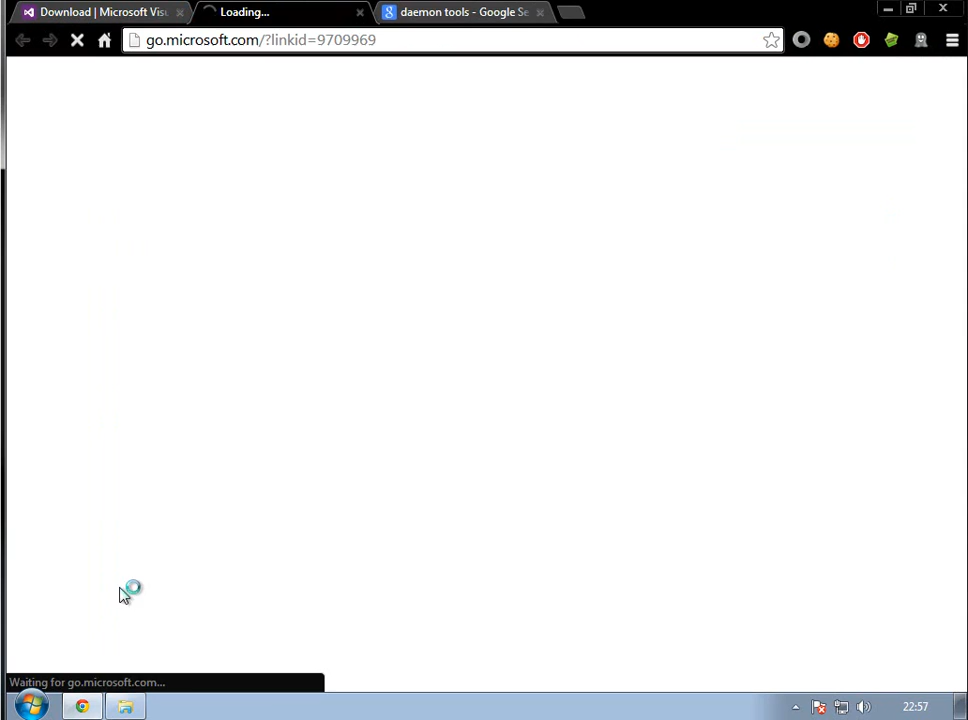 Download | Microsoft Visu
Loading...
daemon tools - Google Se
go.microsoft.com/?linkid=9709969
Waiting for go.microsoft.com...
22:57